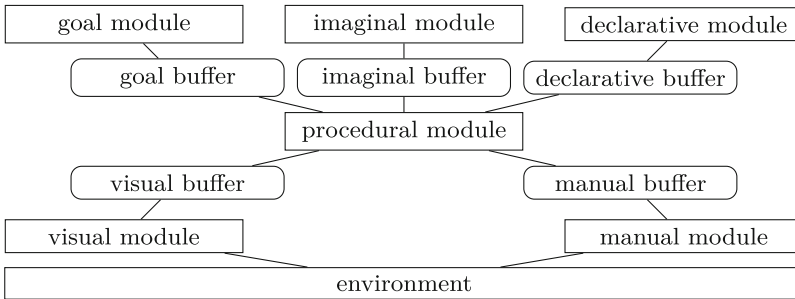 goal module
imaginal module
declarative module
goal buffer
imaginal buffer
declarative buffer
procedural module
visual buffer
manual buffer
visual module
manual module
environment